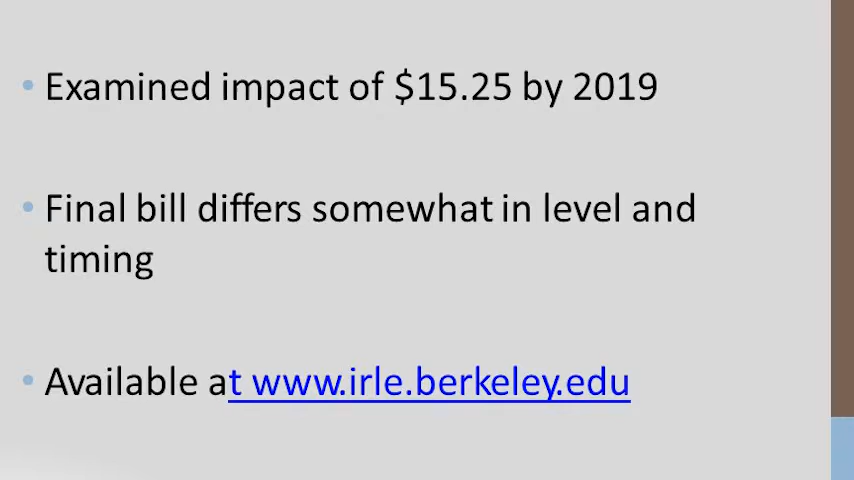 • Examined impact of $15.25 by 2019
• Final bill differs somewhat in level and
timing
• Available at www.irle.berkeley.edu